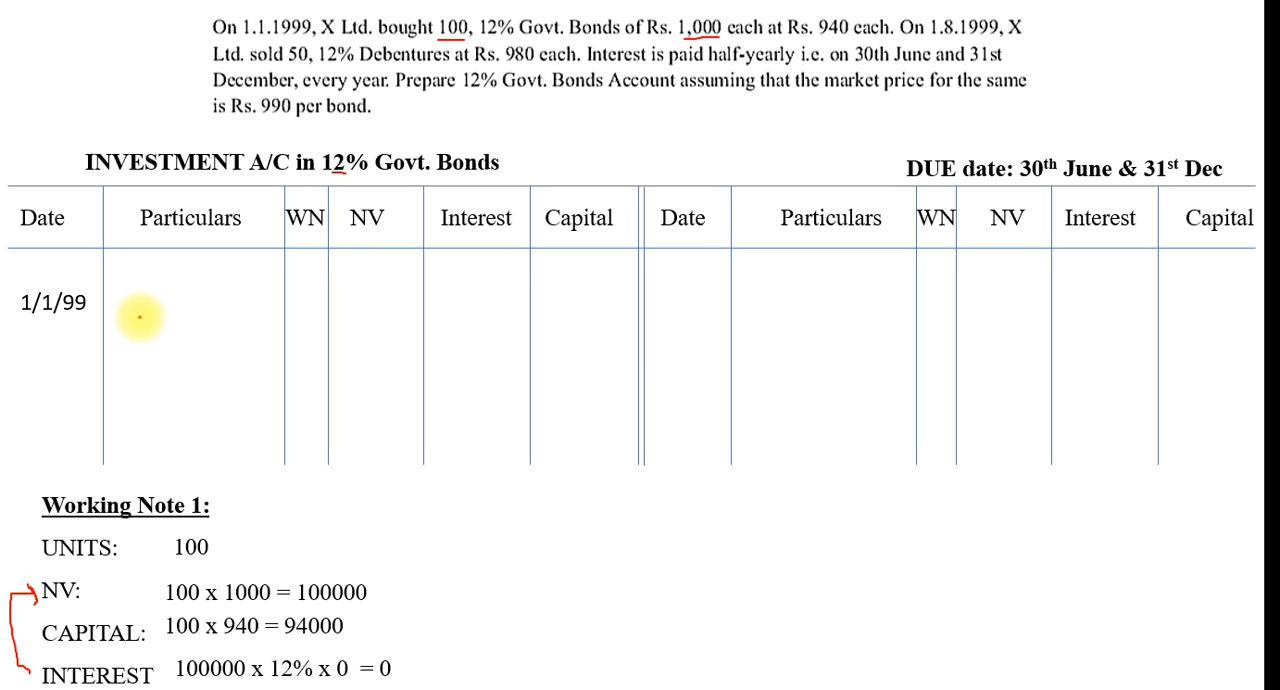 On 1.1.1999, X Ltd. bought 100, 12% Govt. Bonds of Rs. 1,000 each at Rs. 940 each. On 1.8.1999, X
Ltd. sold 50, 12% Debentures at Rs. 980 each. Interest is paid half-yearly i.e. on 30th June and 31st
December, every year. Prepare 12% Govt. Bonds Account assuming that the market price for the same
is Rs. 990 per bond.
INVESTMENT A/C in 12% Govt. Bonds
DUE date: 30th June & 31st Dec
Date Particulars WN NV Interest Capital Date Particulars WN NV Interest Capital
1/1/99
Working Note 1:
UNITS: 100
NV: 100 x 1000 = 100000
CAPITAL: 100 x 940 = 94000
INTEREST 100000 x 12% x 0 = 0